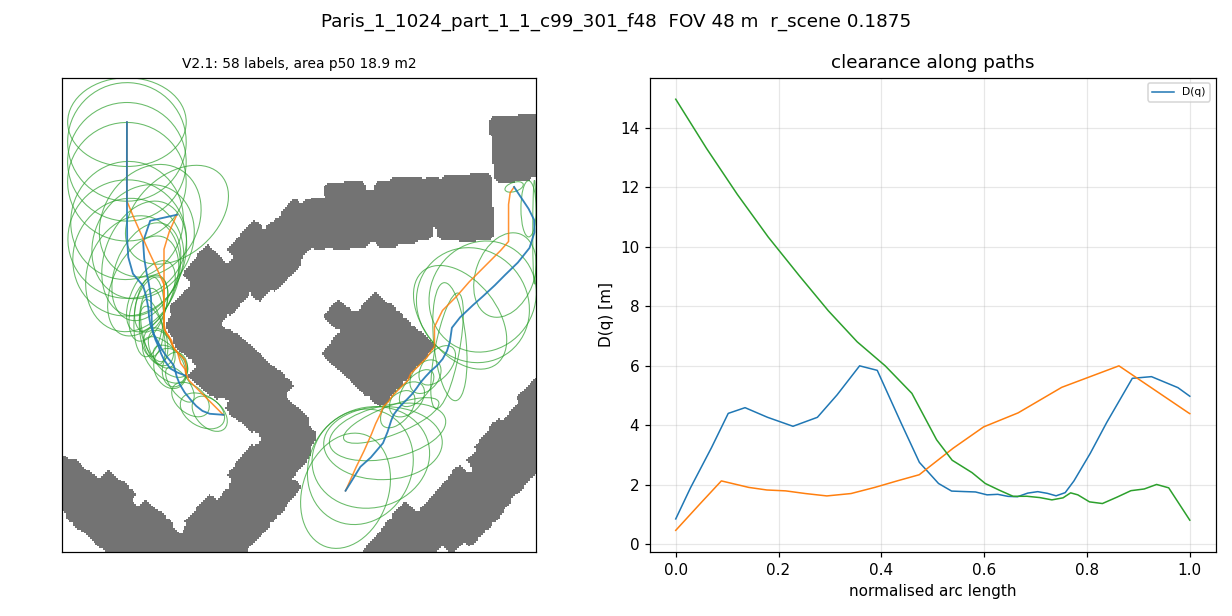 Paris_1_1024_part_1_1_c99_301_f48  FOV 48 m  r_scene 0.1875
V2.1: 58 labels, area p50 18.9 m2
clearance along paths
D(q)
14
12
10
8
6
4
2
0
D(q) [m]
0.0 0.2 0.4 0.6 0.8 1.0
normalised arc length